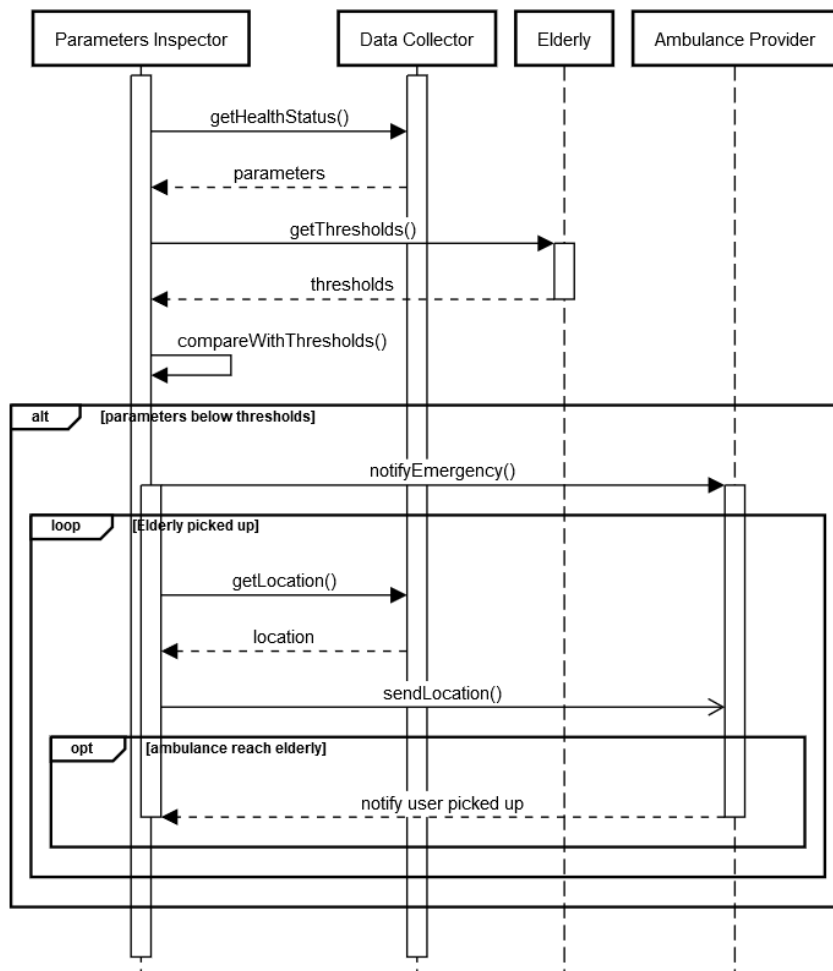 Parameters Inspector
Data Collector
Elderly
Ambulance Provider
getHealthStatus()
parameters
getThresholds()
thresholds
compareWithThresholds()
alt
[parameters below thresholds]
notifyEmergency()
loop
[Elderly picked up]
getLocation()
location
sendLocation()
opt
[ambulance reach elderly]
notify user picked up